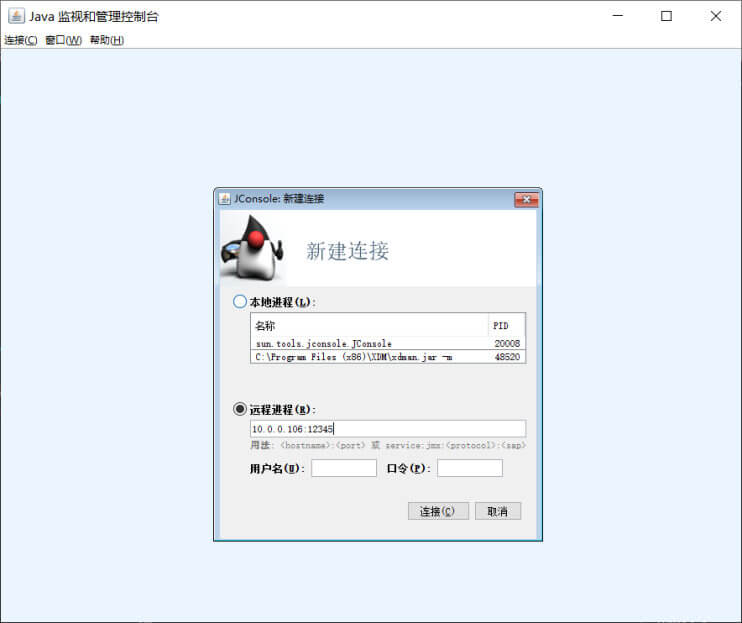 Java 监视和管理控制台
连接(C) 窗口(W) 帮助(H)
JConsole: 新建连接
新建连接
本地进程(L):
名称 PID
sun.tools.jconsole.JConsole 20008
C:\Program Files (x86)\XDM\xdman.jar -m 48520
远程进程(R):
10.0.0.106:12345
用法: <hostname>:<port> 或 service:jmx:<protocol>:<sap>
用户名(U): 口令(P):
连接(C) 取消